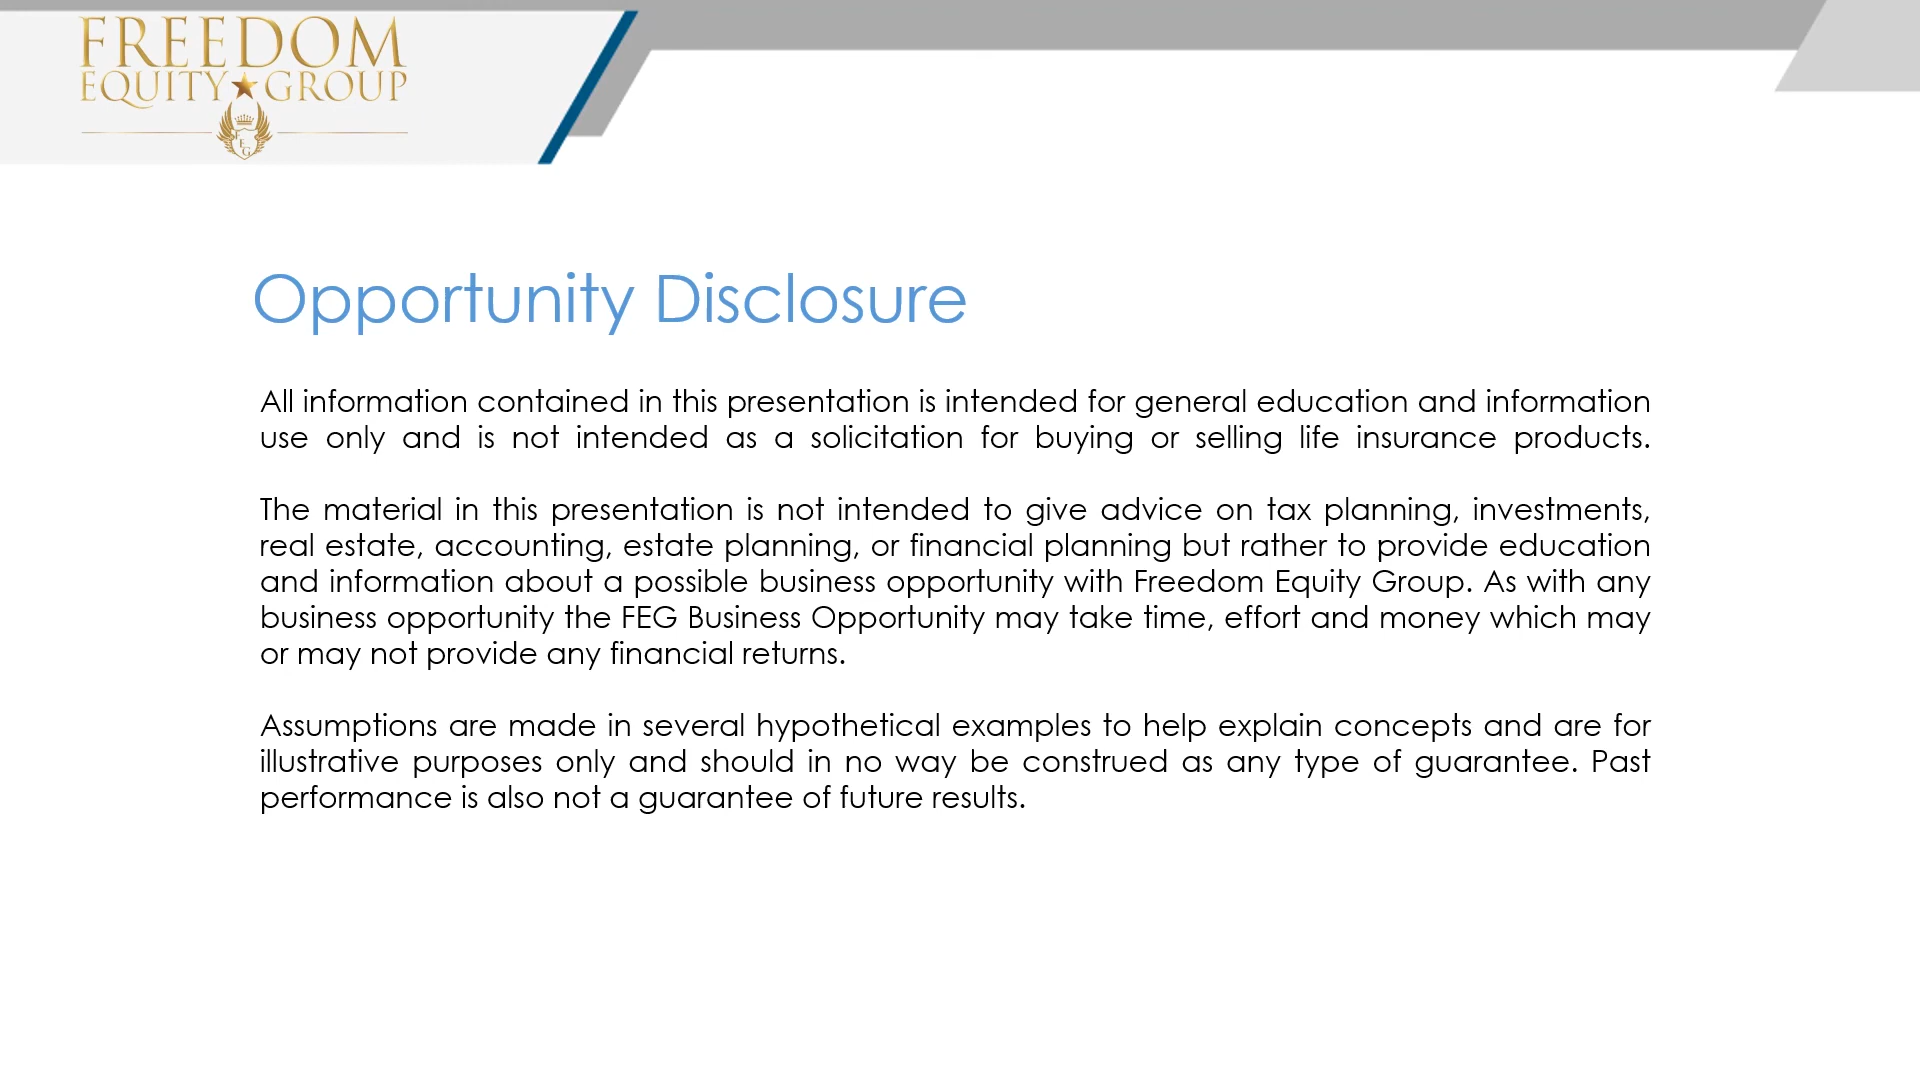 FREEDOM
EQUITY GROUP
FEG
Opportunity Disclosure
All information contained in this presentation is intended for general education and information
use only and is not intended as a solicitation for buying or selling life insurance products.
The material in this presentation is not intended to give advice on tax planning, investments,
real estate, accounting, estate planning, or financial planning but rather to provide education
and information about a possible business opportunity with Freedom Equity Group. As with any
business opportunity the FEG Business Opportunity may take time, effort and money which may
or may not provide any financial returns.
Assumptions are made in several hypothetical examples to help explain concepts and are for
illustrative purposes only and should in no way be construed as any type of guarantee. Past
performance is also not a guarantee of future results.